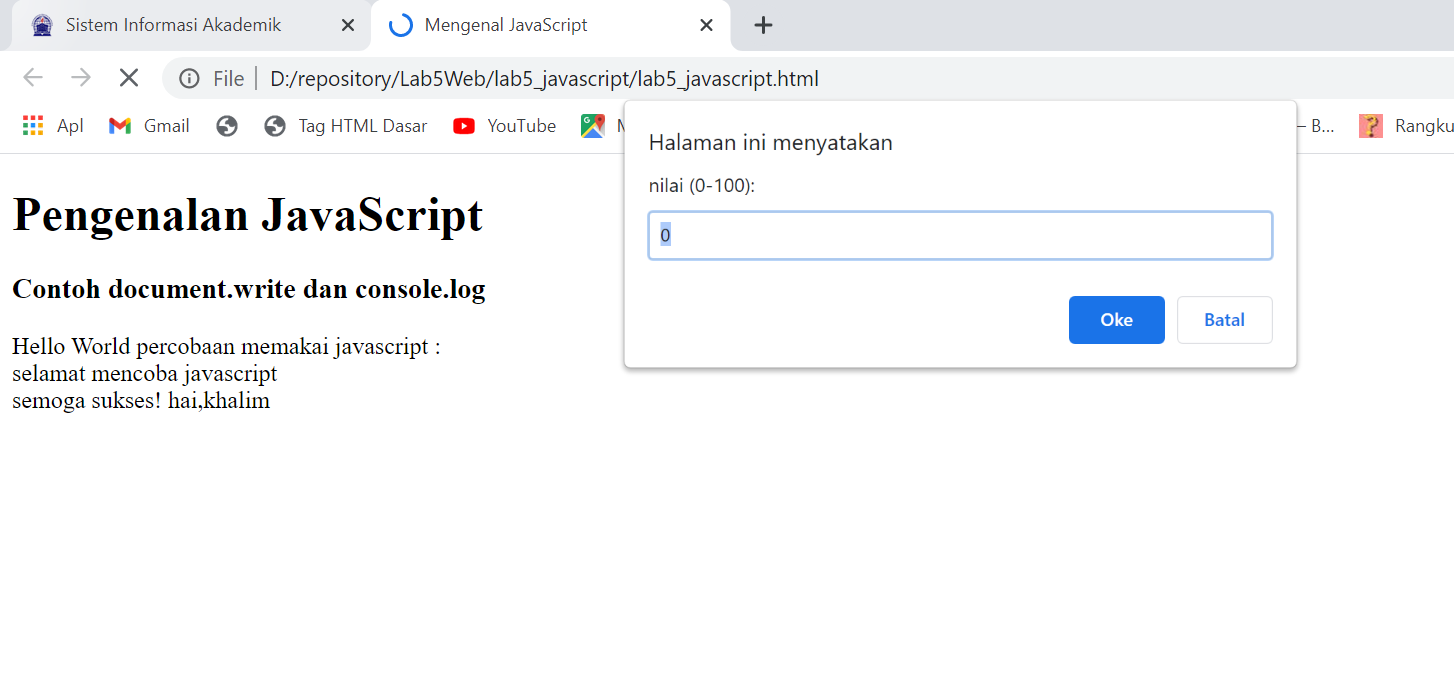 Sistem Informasi Akademik
Mengenal JavaScript
File | D:/repository/Lab5Web/lab5_javascript/lab5_javascript.html
Apl Gmail Tag HTML Dasar YouTube – B...
Halaman ini menyatakan
nilai (0-100):
0
Oke Batal
Pengenalan JavaScript
Contoh document.write dan console.log
Hello World percobaan memakai javascript :
selamat mencoba javascript
semoga sukses! hai,khalim